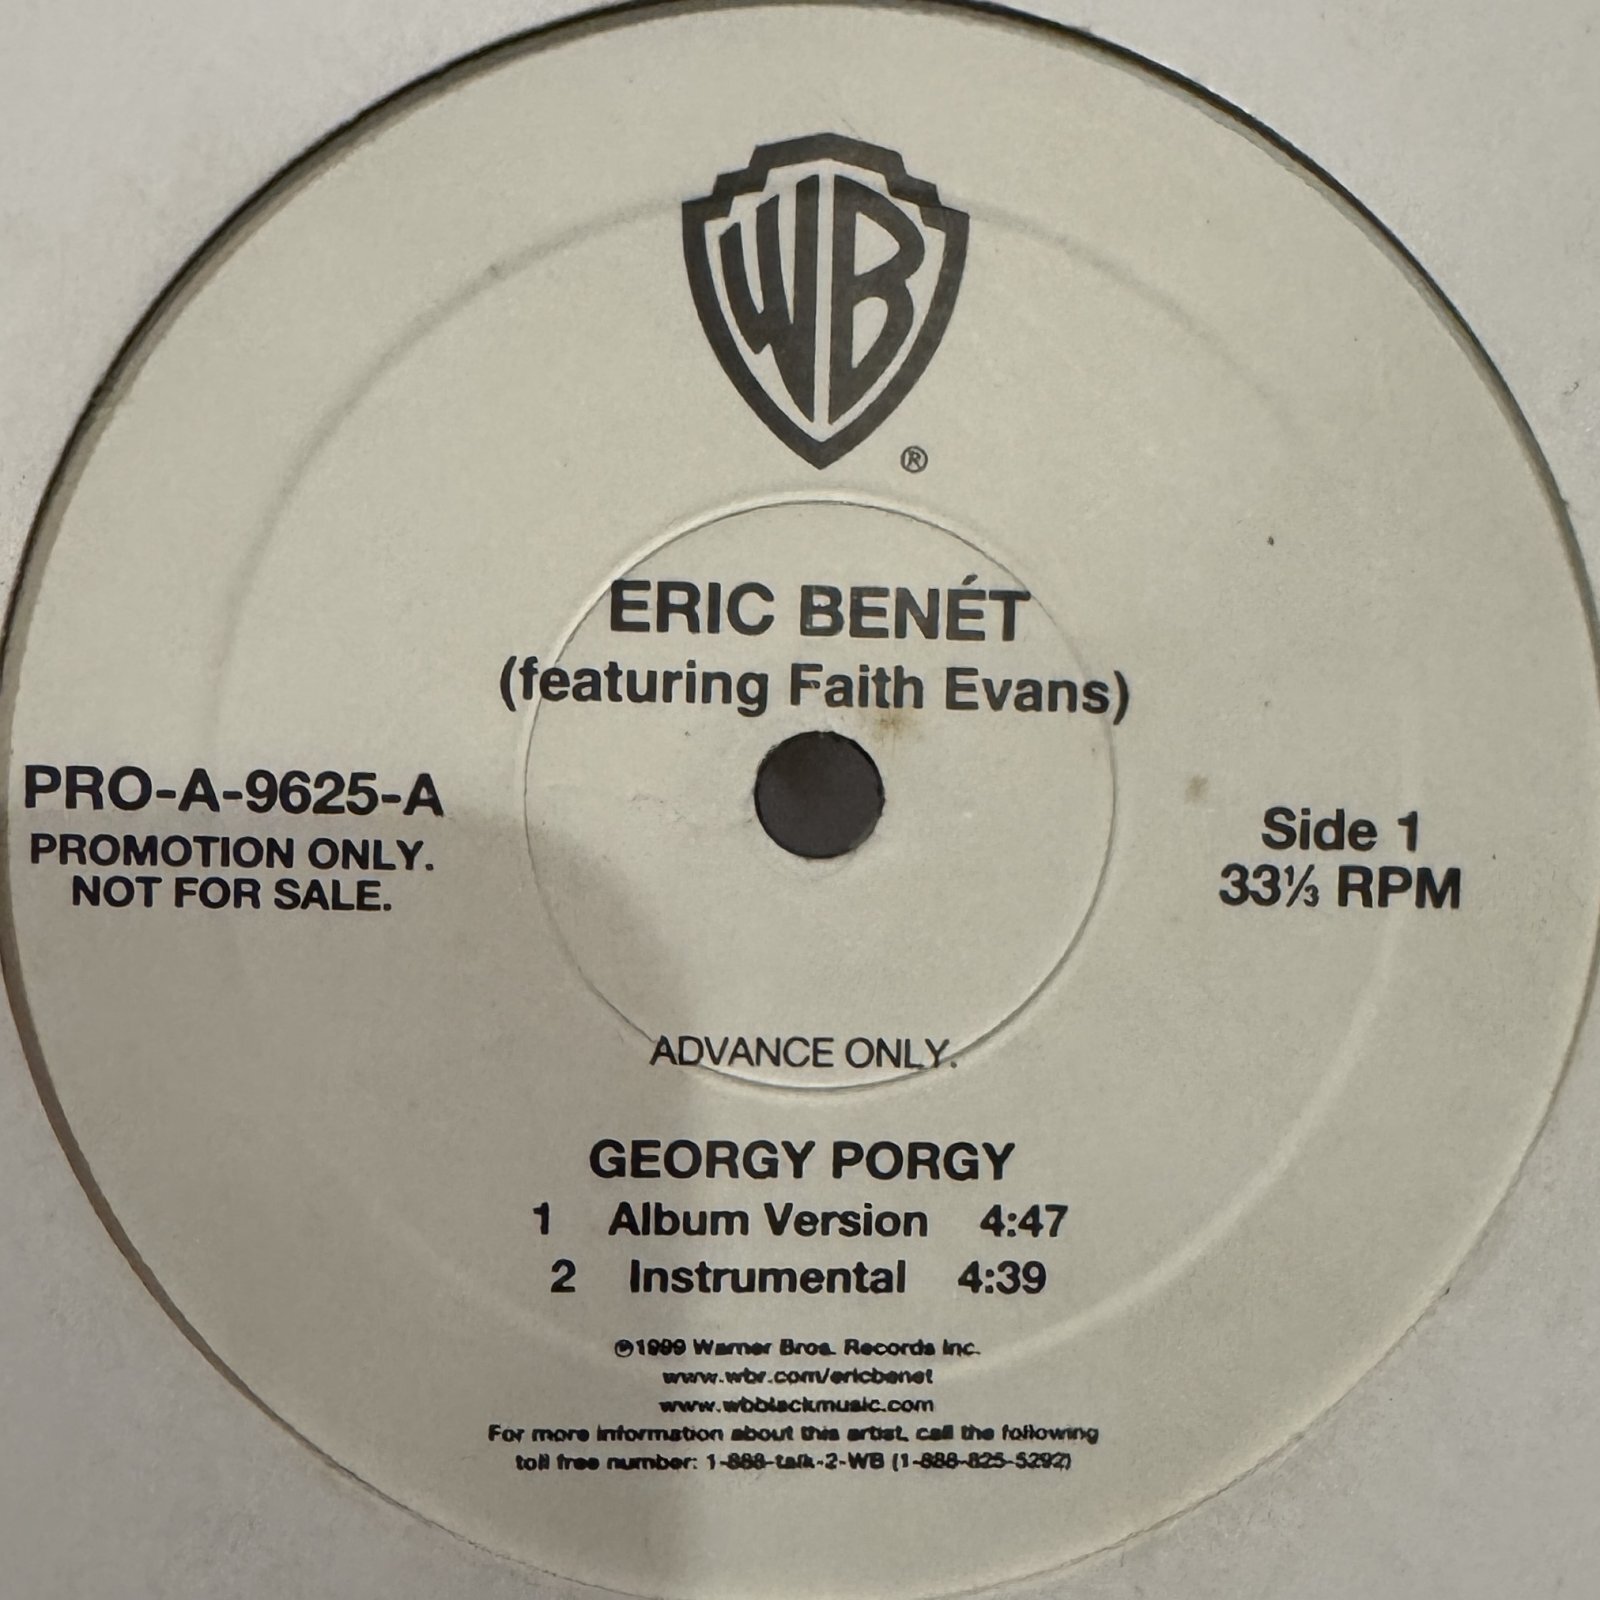 WB
®
ERIC BENÉT
(featuring Faith Evans)
PRO-A-9625-A
PROMOTION ONLY.
NOT FOR SALE.
Side 1
33⅓ RPM
ADVANCE ONLY.
GEORGY PORGY
1 Album Version 4:47
2 Instrumental 4:39
℗1999 Warner Bros. Records Inc.
www.wbr.com/ericbenet
www.wbblackmusic.com
For more information about this artist, call the following
toll free number: 1-888-talk-2-WB (1-888-825-5292)